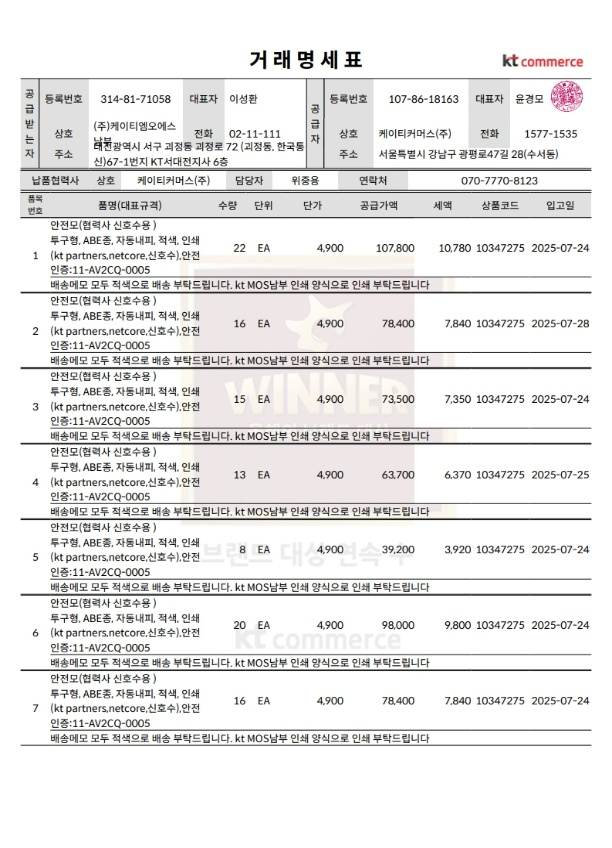 거래명세표
kt commerce
공급받는자
등록번호 314-81-71058 대표자 이성환
상호 (주)케이티엠오에스남부 전화 02-11-111
주소 대전광역시 서구 괴정동 괴정로 72 (괴정동, 한국통신)67-1번지 KT서대전지사 6층
공급자
등록번호 107-86-18163 대표자 윤경모
상호 케이티커머스(주) 전화 1577-1535
주소 서울특별시 강남구 광평로47길 28(수서동)
납품협력사 상호 케이티커머스(주) 담당자 위중용 연락처 070-7770-8123
품목번호 품명(대표규격) 수량 단위 단가 공급가액 세액 상품코드 입고일
안전모(협력사 신호수용 )
투구형, ABE종, 자동내피, 적색, 인쇄
1 (kt partners,netcore,신호수),안전 22 EA 4,900 107,800 10,780 10347275 2025-07-24
인증:11-AV2CQ-0005
배송메모 모두 적색으로 배송 부탁드립니다. kt MOS남부 인쇄 양식으로 인쇄 부탁드립니다
안전모(협력사 신호수용 )
투구형, ABE종, 자동내피, 적색, 인쇄
2 (kt partners,netcore,신호수),안전 16 EA 4,900 78,400 7,840 10347275 2025-07-28
인증:11-AV2CQ-0005
배송메모 모두 적색으로 배송 부탁드립니다. kt MOS남부 인쇄 양식으로 인쇄 부탁드립니다
안전모(협력사 신호수용 )
투구형, ABE종, 자동내피, 적색, 인쇄
3 (kt partners,netcore,신호수),안전 15 EA 4,900 73,500 7,350 10347275 2025-07-24
인증:11-AV2CQ-0005
배송메모 모두 적색으로 배송 부탁드립니다. kt MOS남부 인쇄 양식으로 인쇄 부탁드립니다
안전모(협력사 신호수용 )
투구형, ABE종, 자동내피, 적색, 인쇄
4 (kt partners,netcore,신호수),안전 13 EA 4,900 63,700 6,370 10347275 2025-07-25
인증:11-AV2CQ-0005
배송메모 모두 적색으로 배송 부탁드립니다. kt MOS남부 인쇄 양식으로 인쇄 부탁드립니다
안전모(협력사 신호수용 )
투구형, ABE종, 자동내피, 적색, 인쇄
5 (kt partners,netcore,신호수),안전 8 EA 4,900 39,200 3,920 10347275 2025-07-24
인증:11-AV2CQ-0005
배송메모 모두 적색으로 배송 부탁드립니다. kt MOS남부 인쇄 양식으로 인쇄 부탁드립니다
안전모(협력사 신호수용 )
투구형, ABE종, 자동내피, 적색, 인쇄
6 (kt partners,netcore,신호수),안전 20 EA 4,900 98,000 9,800 10347275 2025-07-24
인증:11-AV2CQ-0005
배송메모 모두 적색으로 배송 부탁드립니다. kt MOS남부 인쇄 양식으로 인쇄 부탁드립니다
안전모(협력사 신호수용 )
투구형, ABE종, 자동내피, 적색, 인쇄
7 (kt partners,netcore,신호수),안전 16 EA 4,900 78,400 7,840 10347275 2025-07-24
인증:11-AV2CQ-0005
배송메모 모두 적색으로 배송 부탁드립니다. kt MOS남부 인쇄 양식으로 인쇄 부탁드립니다
WINNER
브랜드 대상 연속 수
kt commerce